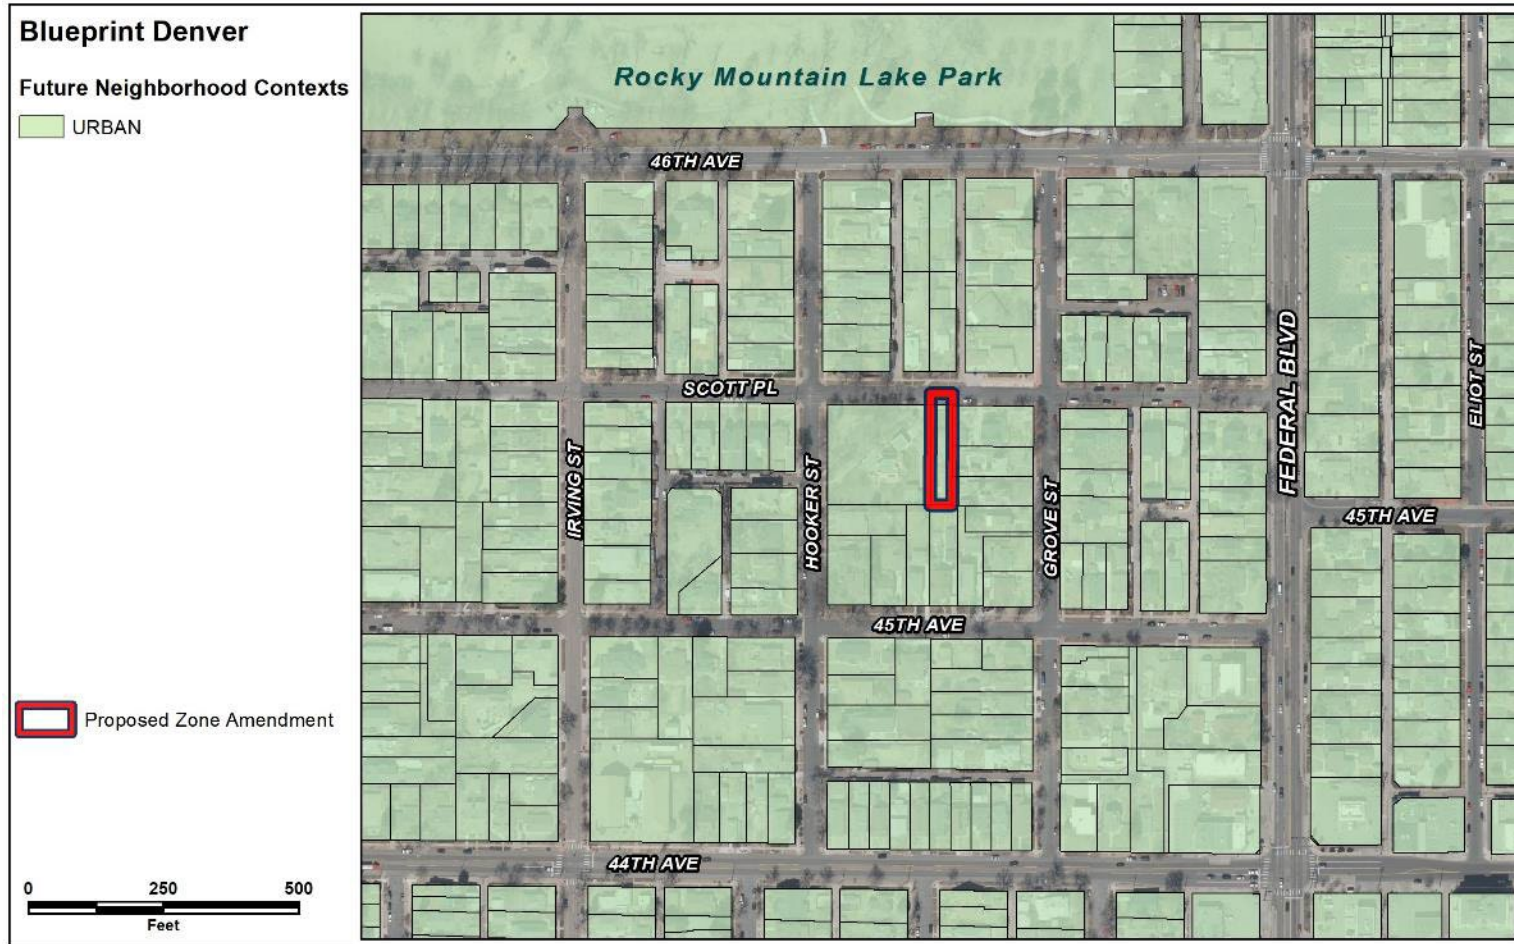 Blueprint Denver
Future Neighborhood Contexts
URBAN
Proposed Zone Amendment
0 250 500
Feet
Rocky Mountain Lake Park
46TH AVE
SCOTT PL
IRVING ST
HOOKER ST
GROVE ST
FEDERAL BLVD
ELIOT ST
45TH AVE
45TH AVE
44TH AVE